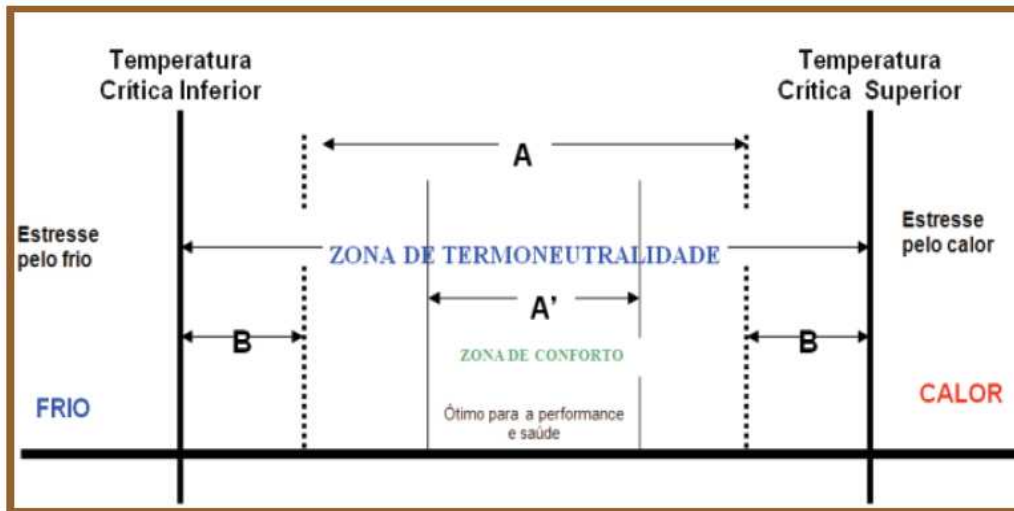 Temperatura
Crítica Inferior
Temperatura
Crítica Superior
A
Estresse
pelo frio
ZONA DE TERMONEUTRALIDADE
Estresse
pelo calor
A'
B
B
ZONA DE CONFORTO
FRIO
Ótimo para a performance
e saúde
CALOR